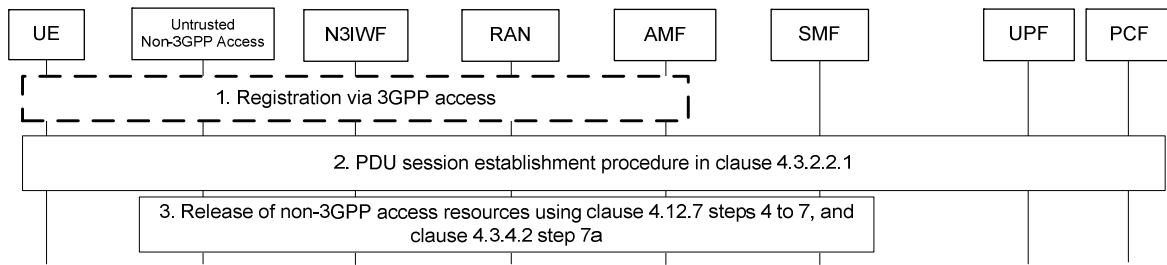 UE
Untrusted
Non-3GPP Access
N3IWF
RAN
AMF
SMF
UPF
PCF
1. Registration via 3GPP access
2. PDU session establishment procedure in clause 4.3.2.2.1
3. Release of non-3GPP access resources using clause 4.12.7 steps 4 to 7, and
clause 4.3.4.2 step 7a